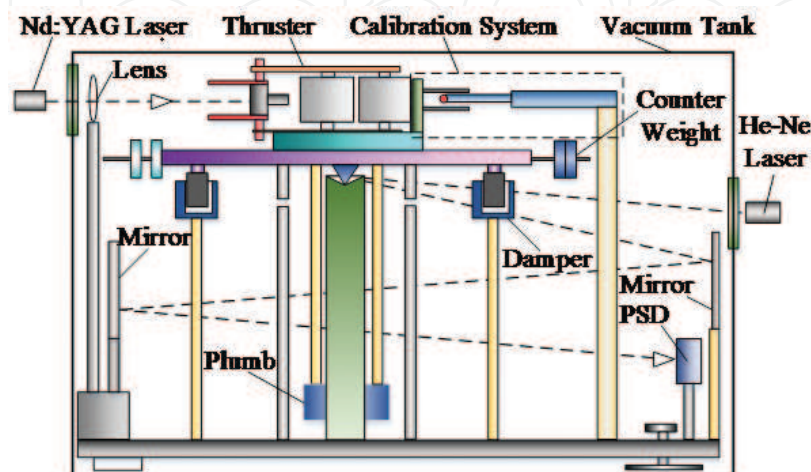 Nd:YAG Laser
Thruster
Calibration System
Vacuum Tank
Lens
Counter
Weight
He-Ne
Laser
Mirror
Damper
Mirror
PSD
Plumb